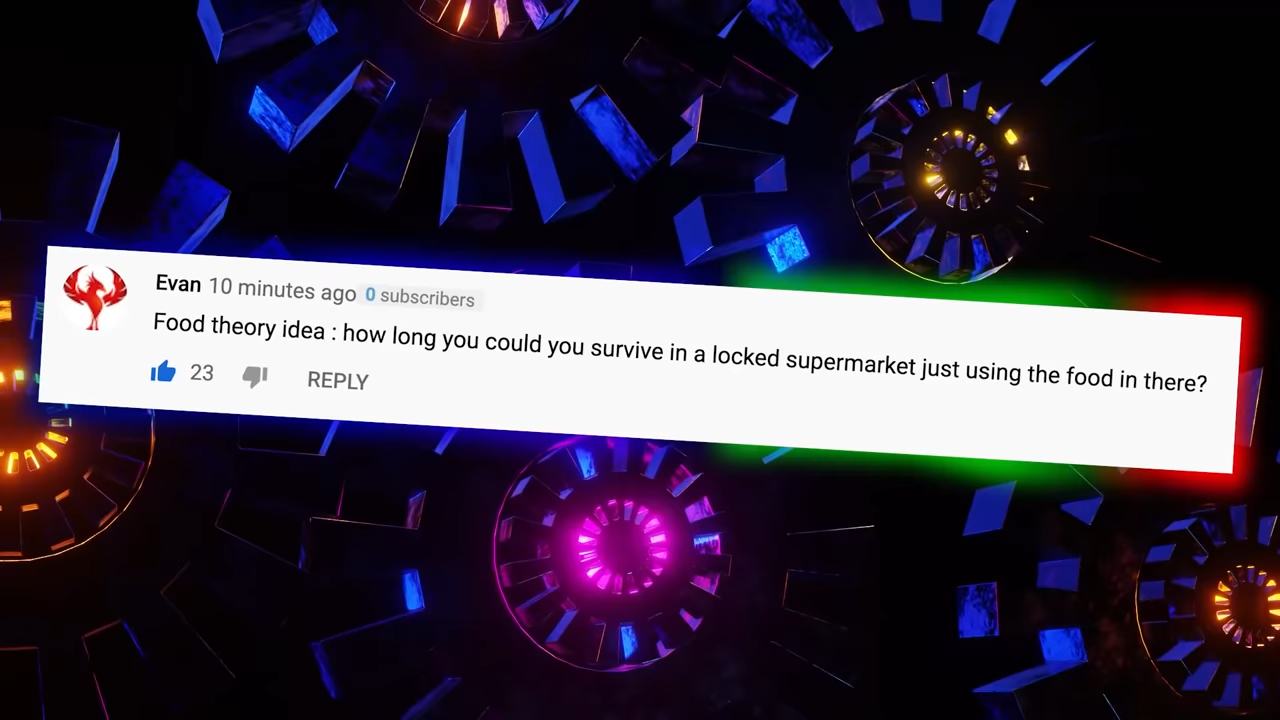 Evan 10 minutes ago 0 subscribers
Food theory idea : how long you could you survive in a locked supermarket just using the food in there?
23 REPLY